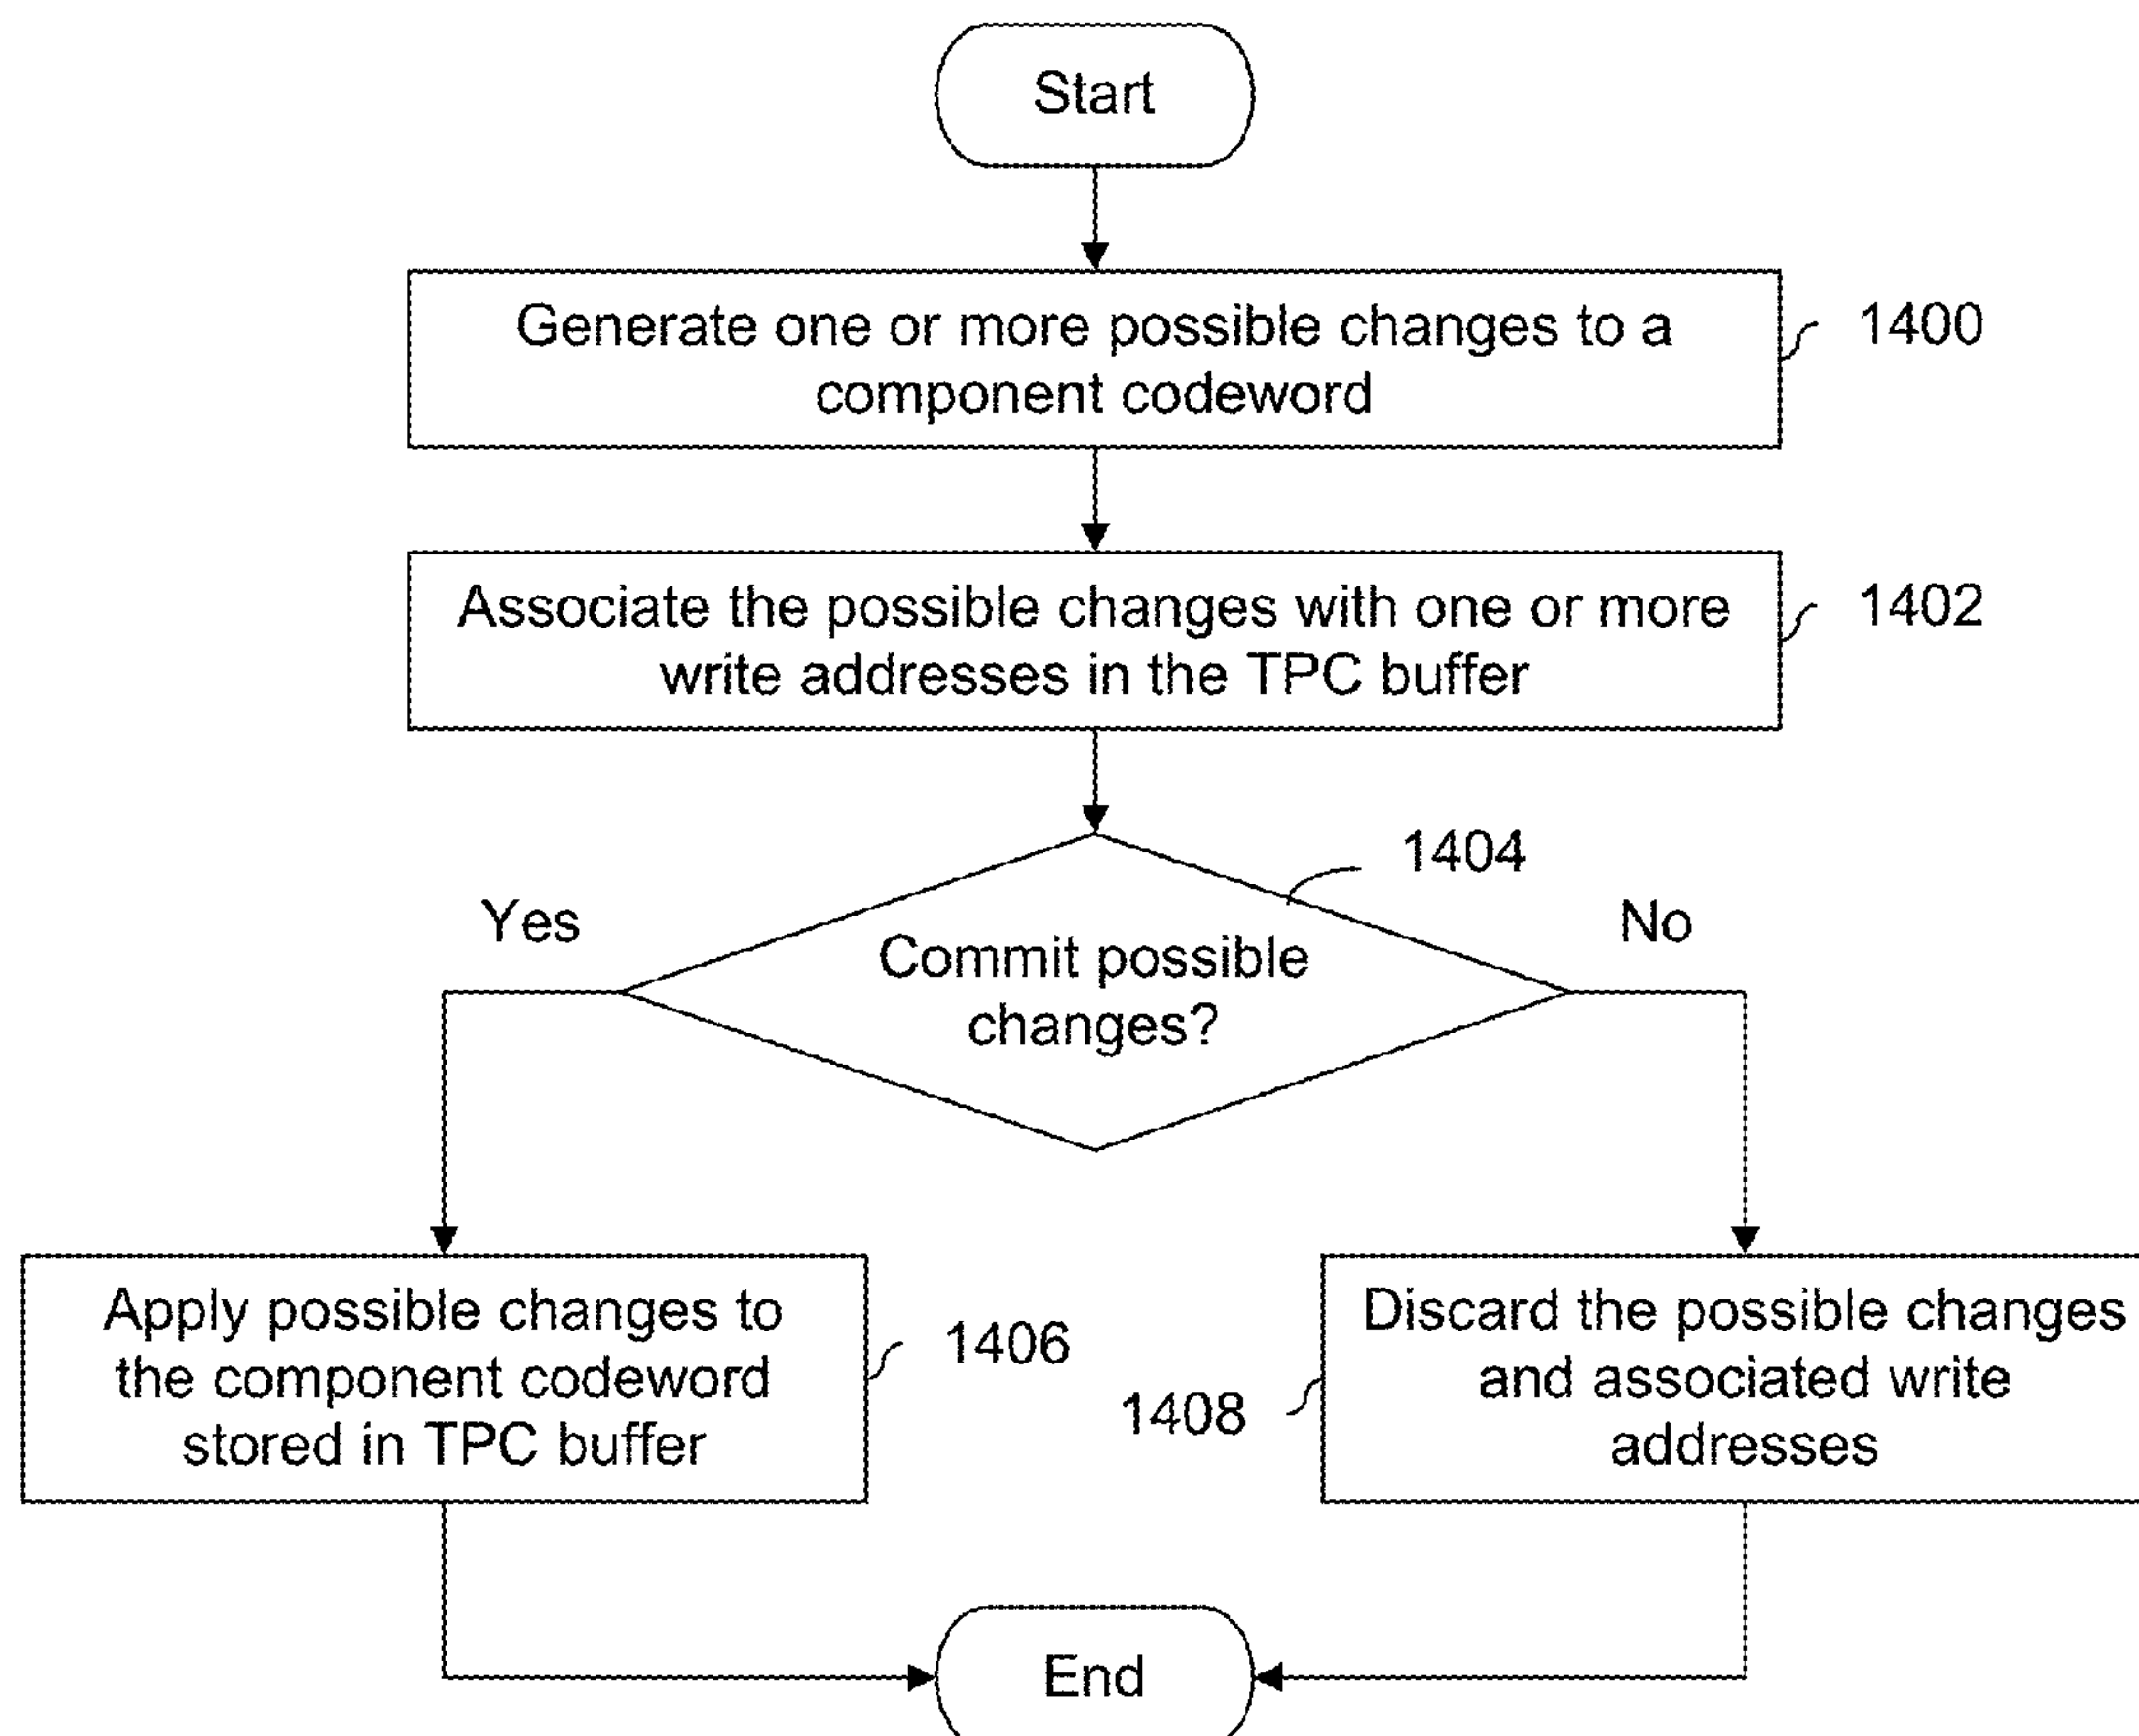 Start
Generate one or more possible changes to a
component codeword
1400
Associate the possible changes with one or more
write addresses in the TPC buffer
1402
1404
Yes
No
Commit possible
changes?
Apply possible changes to
the component codeword
stored in TPC buffer
1406
Discard the possible changes
and associated write
addresses
1408
End